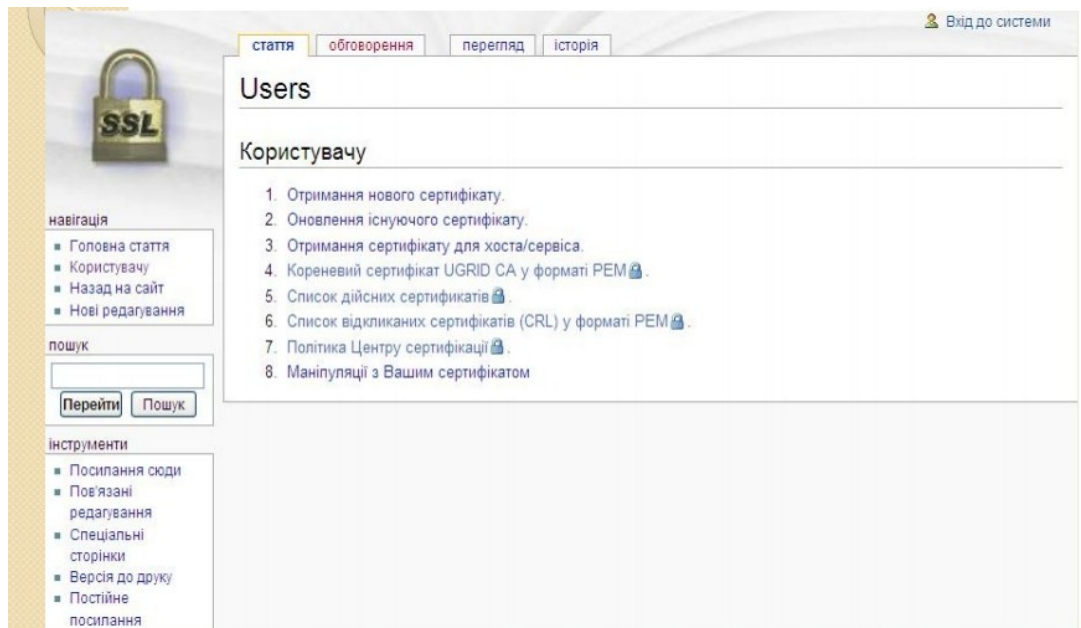 Вхід до системи
стаття обговорення перегляд історія
SSL
Users
Користувачу
1. Отримання нового сертифікату.
2. Оновлення існуючого сертифікату.
3. Отримання сертифікату для хоста/сервіса.
4. Кореневий сертифікат UGRID CA у форматі PEM.
5. Список дійсних сертификатів.
6. Список відкликаних сертифікатів (CRL) у форматі PEM.
7. Політика Центру сертифікації.
8. Маніпуляції з Вашим сертифікатом
навігація
Головна стаття
Користувачу
Назад на сайт
Нові редагування
пошук
Перейти Пошук
інструменти
Посилання сюди
Пов'язані
редагування
Спеціальні
сторінки
Версія до друку
Постійне
посилання